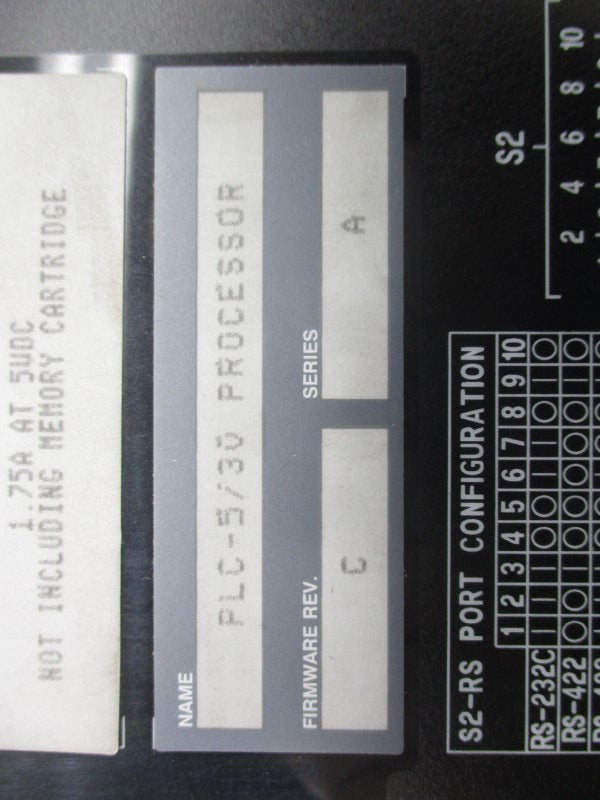 1.75A AT 5VDC
NOT INCLUDING MEMORY CARTRIDGE
NAME
PLC-5/30 PROCESSOR
FIRMWARE REV.
C
SERIES
A
S2-RS PORT CONFIGURATION
1 2 3 4 5 6 7 8 9 10
RS-232C
RS-422
S2
2 4 6 8 10